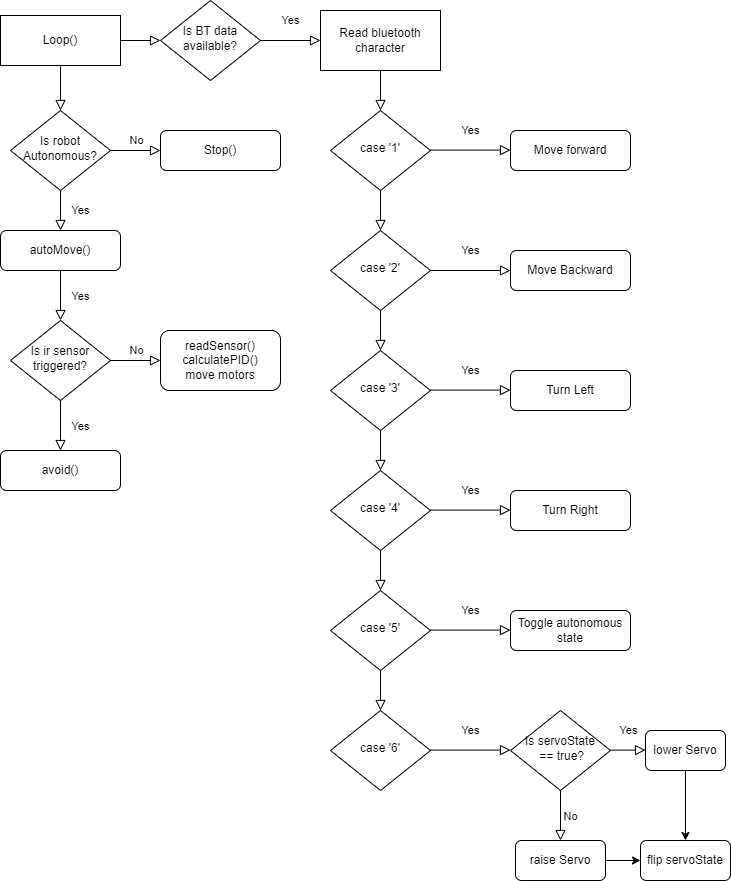 Loop()
Is BT data
available?
Yes
Read bluetooth
character
Is robot
Autonomous?
No
Stop()
Yes
autoMove()
Yes
Is ir sensor
triggered?
No
readSensor()
calculatePID()
move motors
Yes
avoid()
case '1'
Yes
Move forward
case '2'
Yes
Move Backward
case '3'
Yes
Turn Left
case '4'
Yes
Turn Right
case '5'
Yes
Toggle autonomous
state
case '6'
Yes
Is servoState
== true?
Yes
lower Servo
No
raise Servo
flip servoState